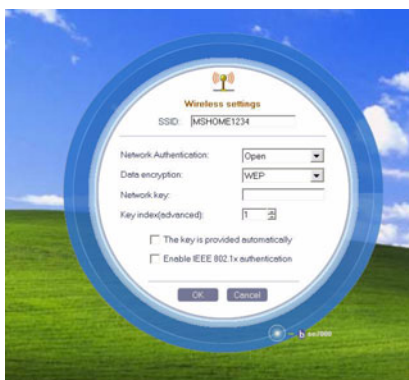 Wireless settings
SSID: MSHOME1234
Network Authentication: Open
Data encryption: WEP
Network key:
Key index(advanced): 1
The key is provided automatically
Enable IEEE 802.1x authentication
OK Cancel